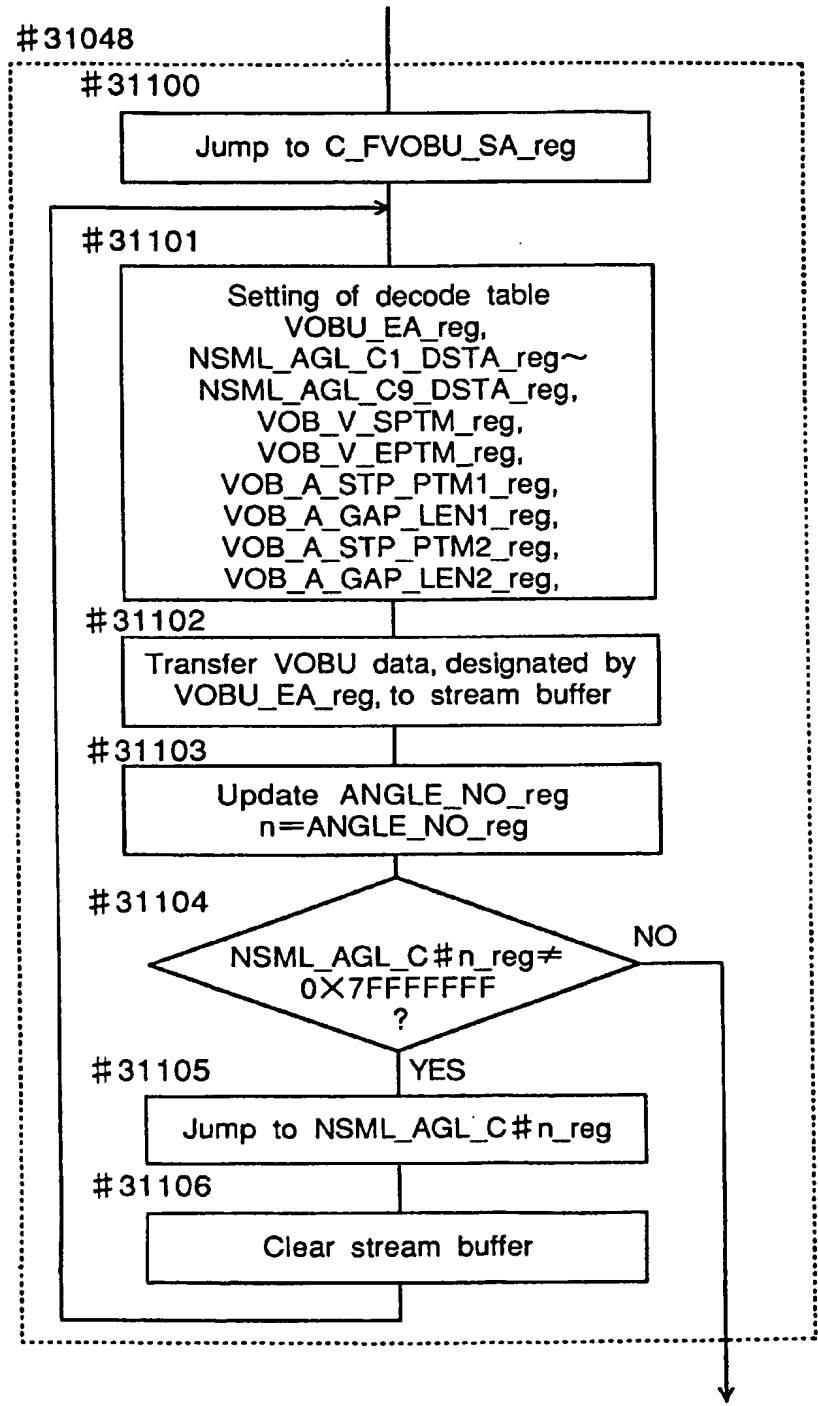 #31048
#31100
Jump to C_FVOBU_SA_reg
#31101
Setting of decode table
VOBU_EA_reg,
NSML_AGL_C1_DSTA_reg~
NSML_AGL_C9_DSTA_reg,
VOB_V_SPTM_reg,
VOB_V_EPTM_reg,
VOB_A_STP_PTM1_reg,
VOB_A_GAP_LEN1_reg,
VOB_A_STP_PTM2_reg,
VOB_A_GAP_LEN2_reg,
#31102
Transfer VOBU data, designated by
VOBU_EA_reg, to stream buffer
#31103
Update ANGLE_NO_reg
n=ANGLE_NO_reg
#31104
NSML_AGL_C#n_reg≠
0X7FFFFFFF
?
NO
YES
#31105
Jump to NSML_AGL_C#n_reg
#31106
Clear stream buffer